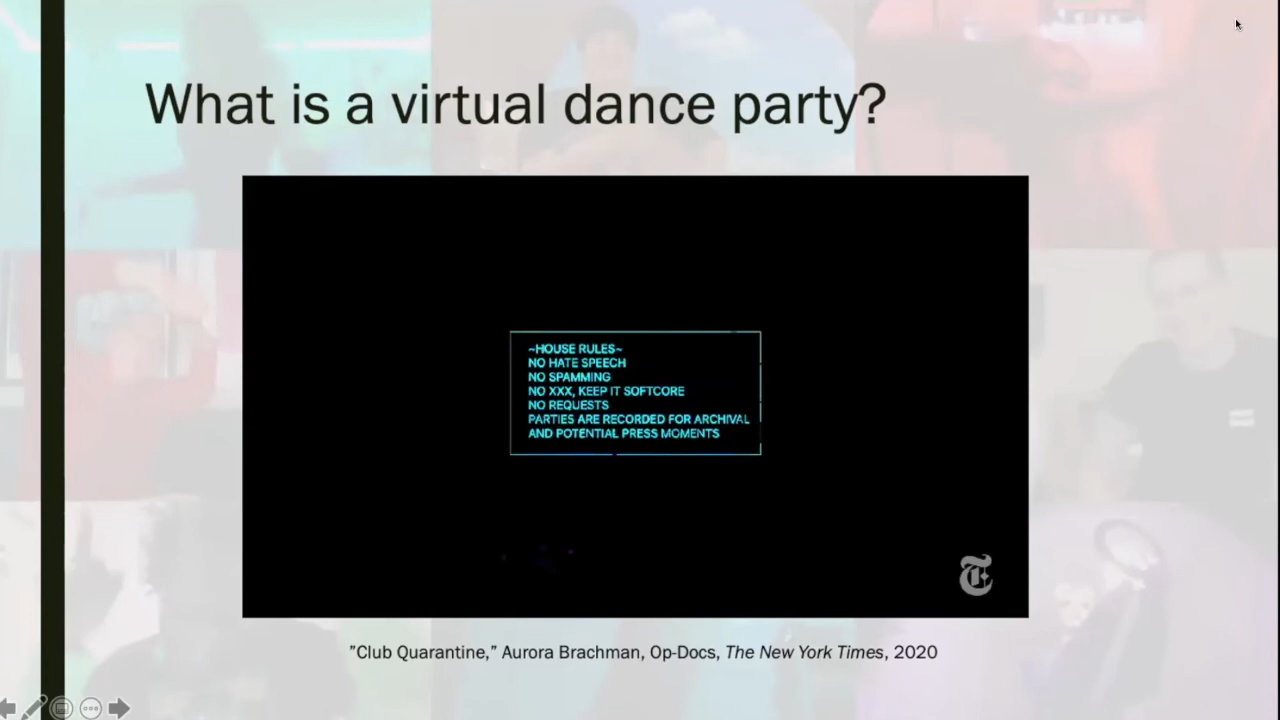 What is a virtual dance party?
~HOUSE RULES~
NO HATE SPEECH
NO SPAMMING
NO XXX, KEEP IT SOFTCORE
NO REQUESTS
PARTIES ARE RECORDED FOR ARCHIVAL
AND POTENTIAL PRESS MOMENTS
T
"Club Quarantine,” Aurora Brachman, Op-Docs, The New York Times, 2020